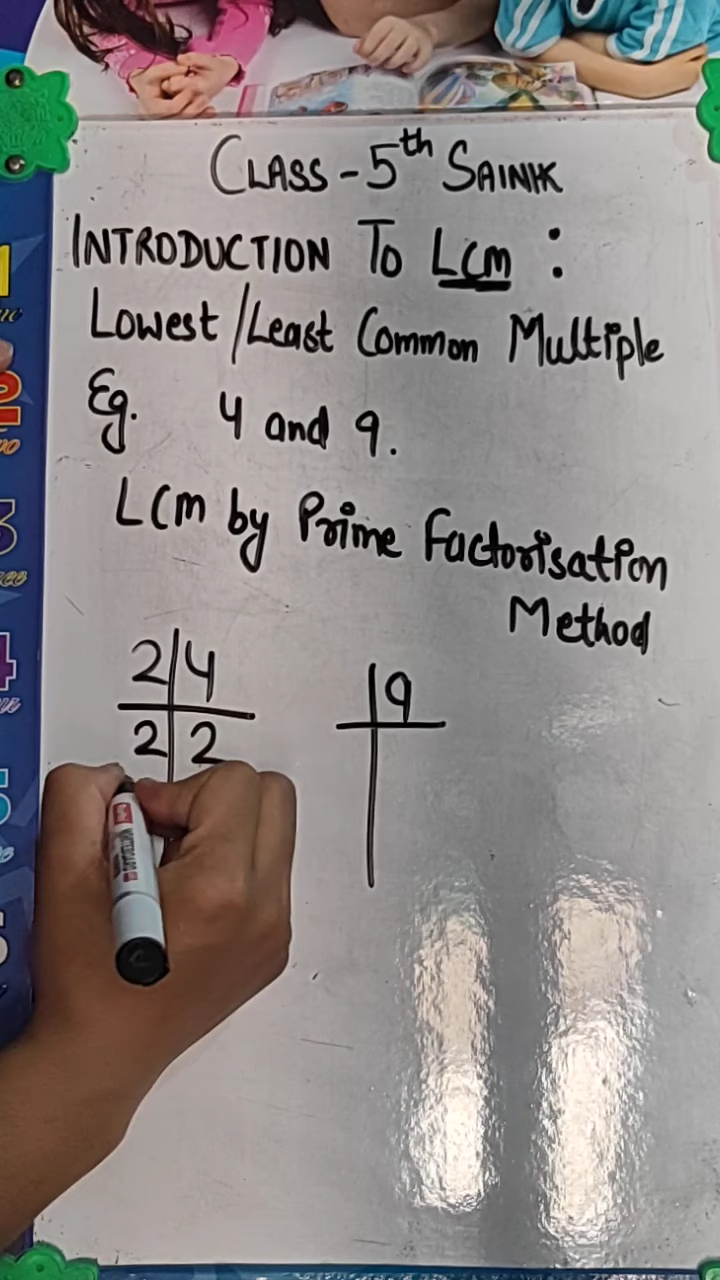 CLASS - 5th SAINIK
INTRODUCTION TO LCM :
Lowest/Least Common Multiple
Eg. 4 and 9.
LCM by Prime Factorisation
Method
2|4 |9
2|2